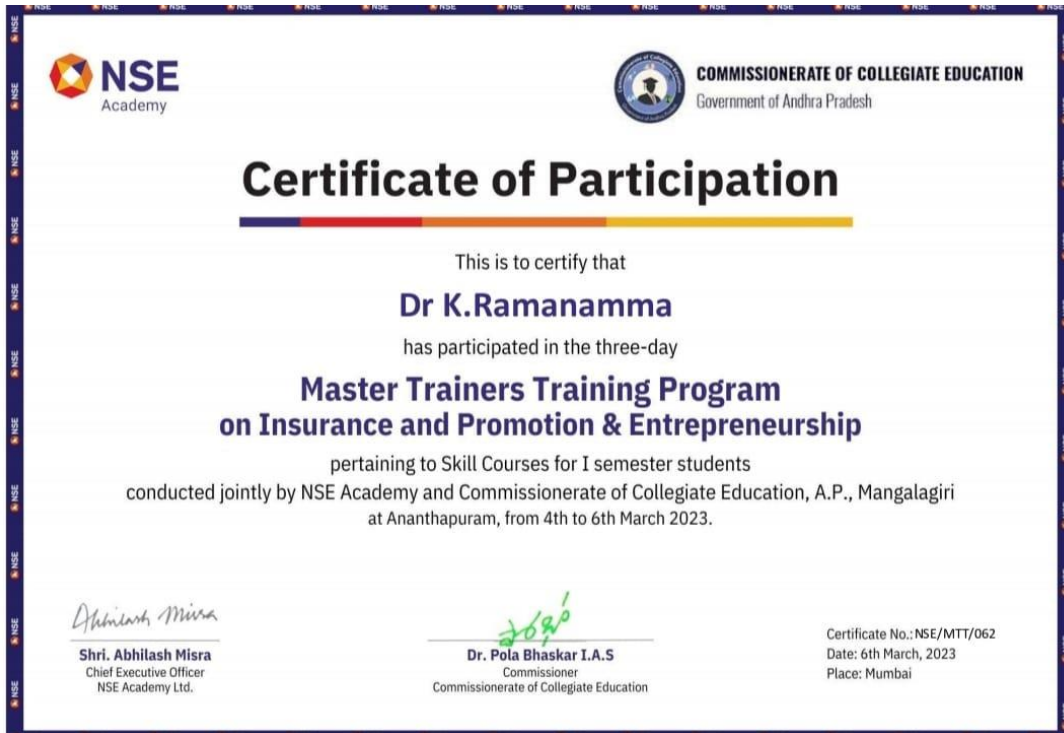 NSE
Academy
COMMISSIONERATE OF COLLEGIATE EDUCATION
Government of Andhra Pradesh
Certificate of Participation
This is to certify that
Dr K.Ramanamma
has participated in the three-day
Master Trainers Training Program
on Insurance and Promotion & Entrepreneurship
pertaining to Skill Courses for I semester students
conducted jointly by NSE Academy and Commissionerate of Collegiate Education, A.P., Mangalagiri
at Ananthapuram, from 4th to 6th March 2023.
Abhilash Misra
Shri. Abhilash Misra
Chief Executive Officer
NSE Academy Ltd.
Dr. Pola Bhaskar I.A.S
Commissioner
Commissionerate of Collegiate Education
Certificate No.: NSE/MTT/062
Date: 6th March, 2023
Place: Mumbai